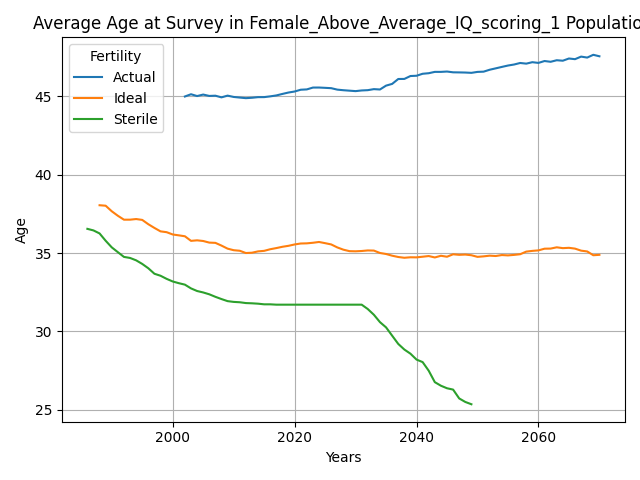 Average Age at Survey in Female_Above_Average_IQ_scoring_1 Populatio
Fertility
Actual
Ideal
Sterile
45
40
35
30
25
Age
2000
2020
2040
2060
Years